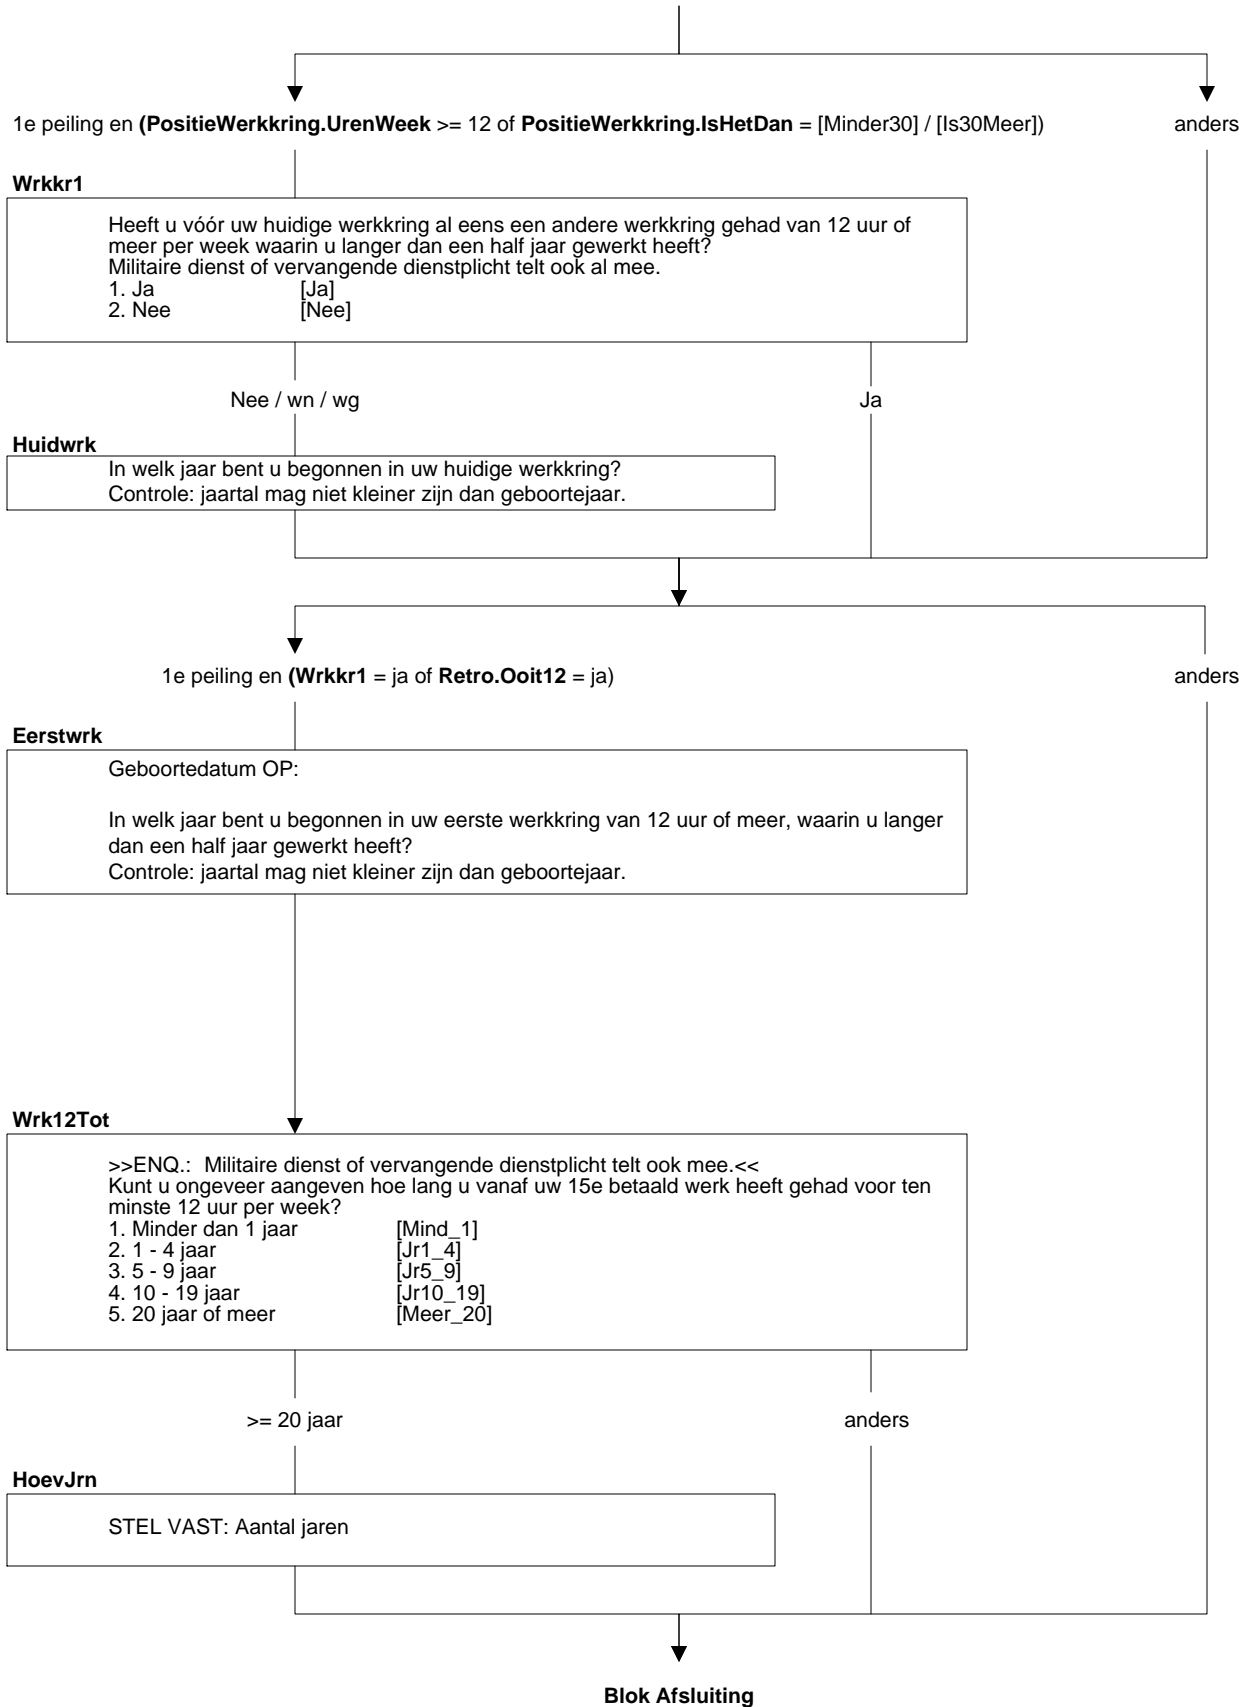 1e peiling en (PositieWerkkring.UrenWeek >= 12 of PositieWerkkring.IsHetDan = [Minder30] / [Is30Meer]) anders
Wrkkr1
Heeft u vóór uw huidige werkkring al eens een andere werkkring gehad van 12 uur of
meer per week waarin u langer dan een half jaar gewerkt heeft?
Militaire dienst of vervangende dienstplicht telt ook al mee.
1. Ja [Ja]
2. Nee [Nee]
Nee / wn / wg Ja
Huidwrk
In welk jaar bent u begonnen in uw huidige werkkring?
Controle: jaartal mag niet kleiner zijn dan geboortejaar.
1e peiling en (Wrkkr1 = ja of Retro.Ooit12 = ja) anders
Eerstwrk
Geboortedatum OP:
In welk jaar bent u begonnen in uw eerste werkkring van 12 uur of meer, waarin u langer
dan een half jaar gewerkt heeft?
Controle: jaartal mag niet kleiner zijn dan geboortejaar.
Wrk12Tot
>>ENQ.: Militaire dienst of vervangende dienstplicht telt ook mee.<<
Kunt u ongeveer aangeven hoe lang u vanaf uw 15e betaald werk heeft gehad voor ten
minste 12 uur per week?
1. Minder dan 1 jaar [Mind_1]
2. 1 - 4 jaar [Jr1_4]
3. 5 - 9 jaar [Jr5_9]
4. 10 - 19 jaar [Jr10_19]
5. 20 jaar of meer [Meer_20]
>= 20 jaar anders
HoevJrn
STEL VAST: Aantal jaren
Blok Afsluiting